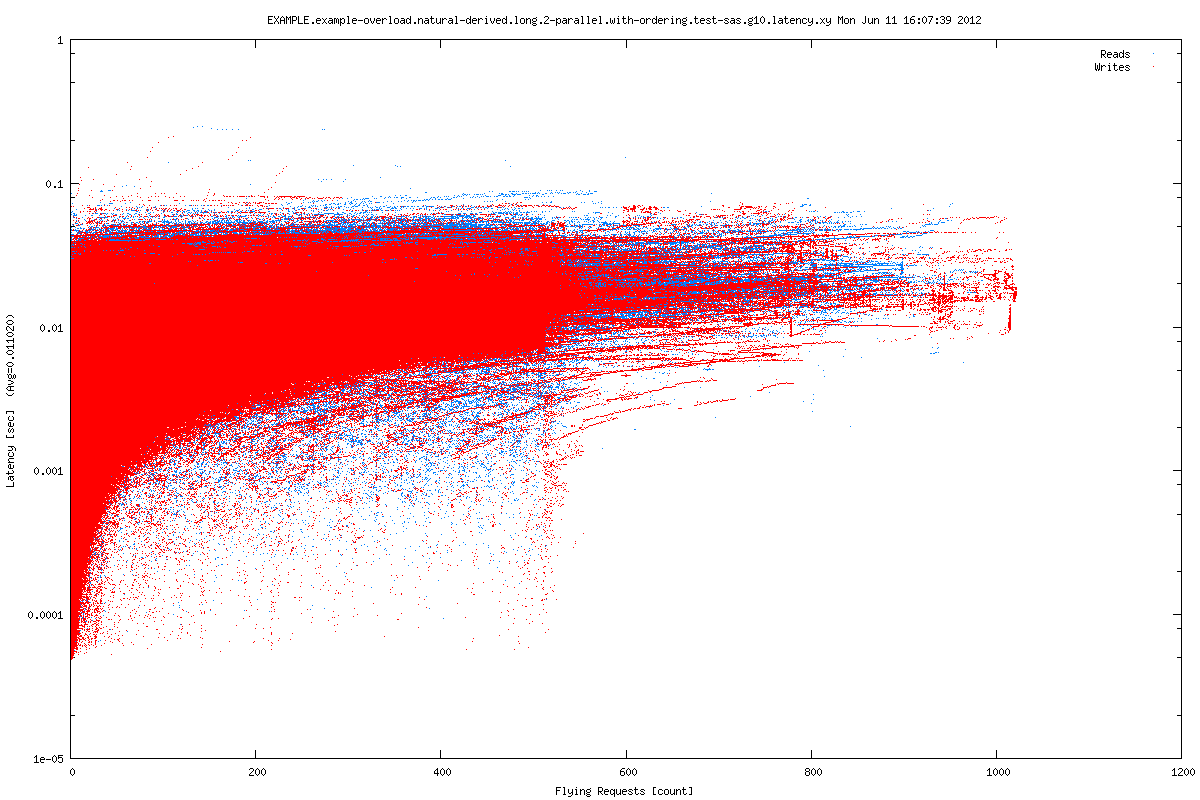 EXAMPLE.example-overload.natural-derived.long.2-parallel.with-ordering.test-sas.g10.latency.xy Mon Jun 11 16:07:39 2012
Reads
Writes
1
0.1
0.01
0.001
0.0001
1e-05
Latency [sec] (Avg=0.011020)
0 200 400 600 800 1000 1200
Flying Requests [count]